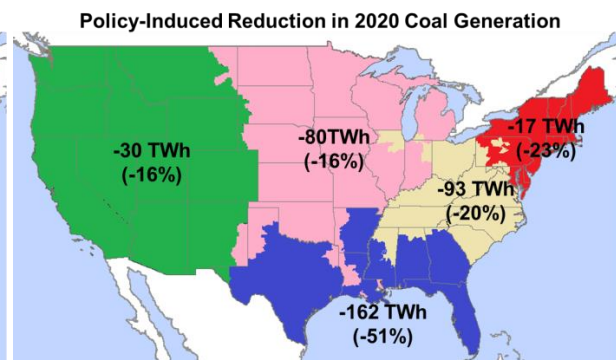 Policy-Induced Reduction in 2020 Coal Generation
-17 TWh
(-23%)
-30 TWh
(-16%)
-80TWh
(-16%)
-93 TWh
(-20%)
-162 TWh
(-51%)